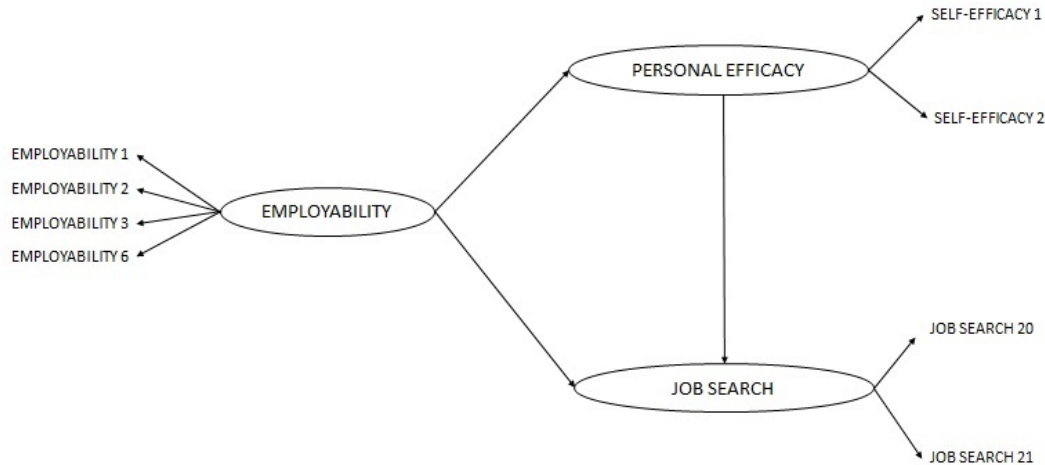 SELF-EFFICACY 1
PERSONAL EFFICACY
SELF-EFFICACY 2
EMPLOYABILITY 1
EMPLOYABILITY 2
EMPLOYABILITY
EMPLOYABILITY 3
EMPLOYABILITY 6
JOB SEARCH 20
JOB SEARCH
JOB SEARCH 21